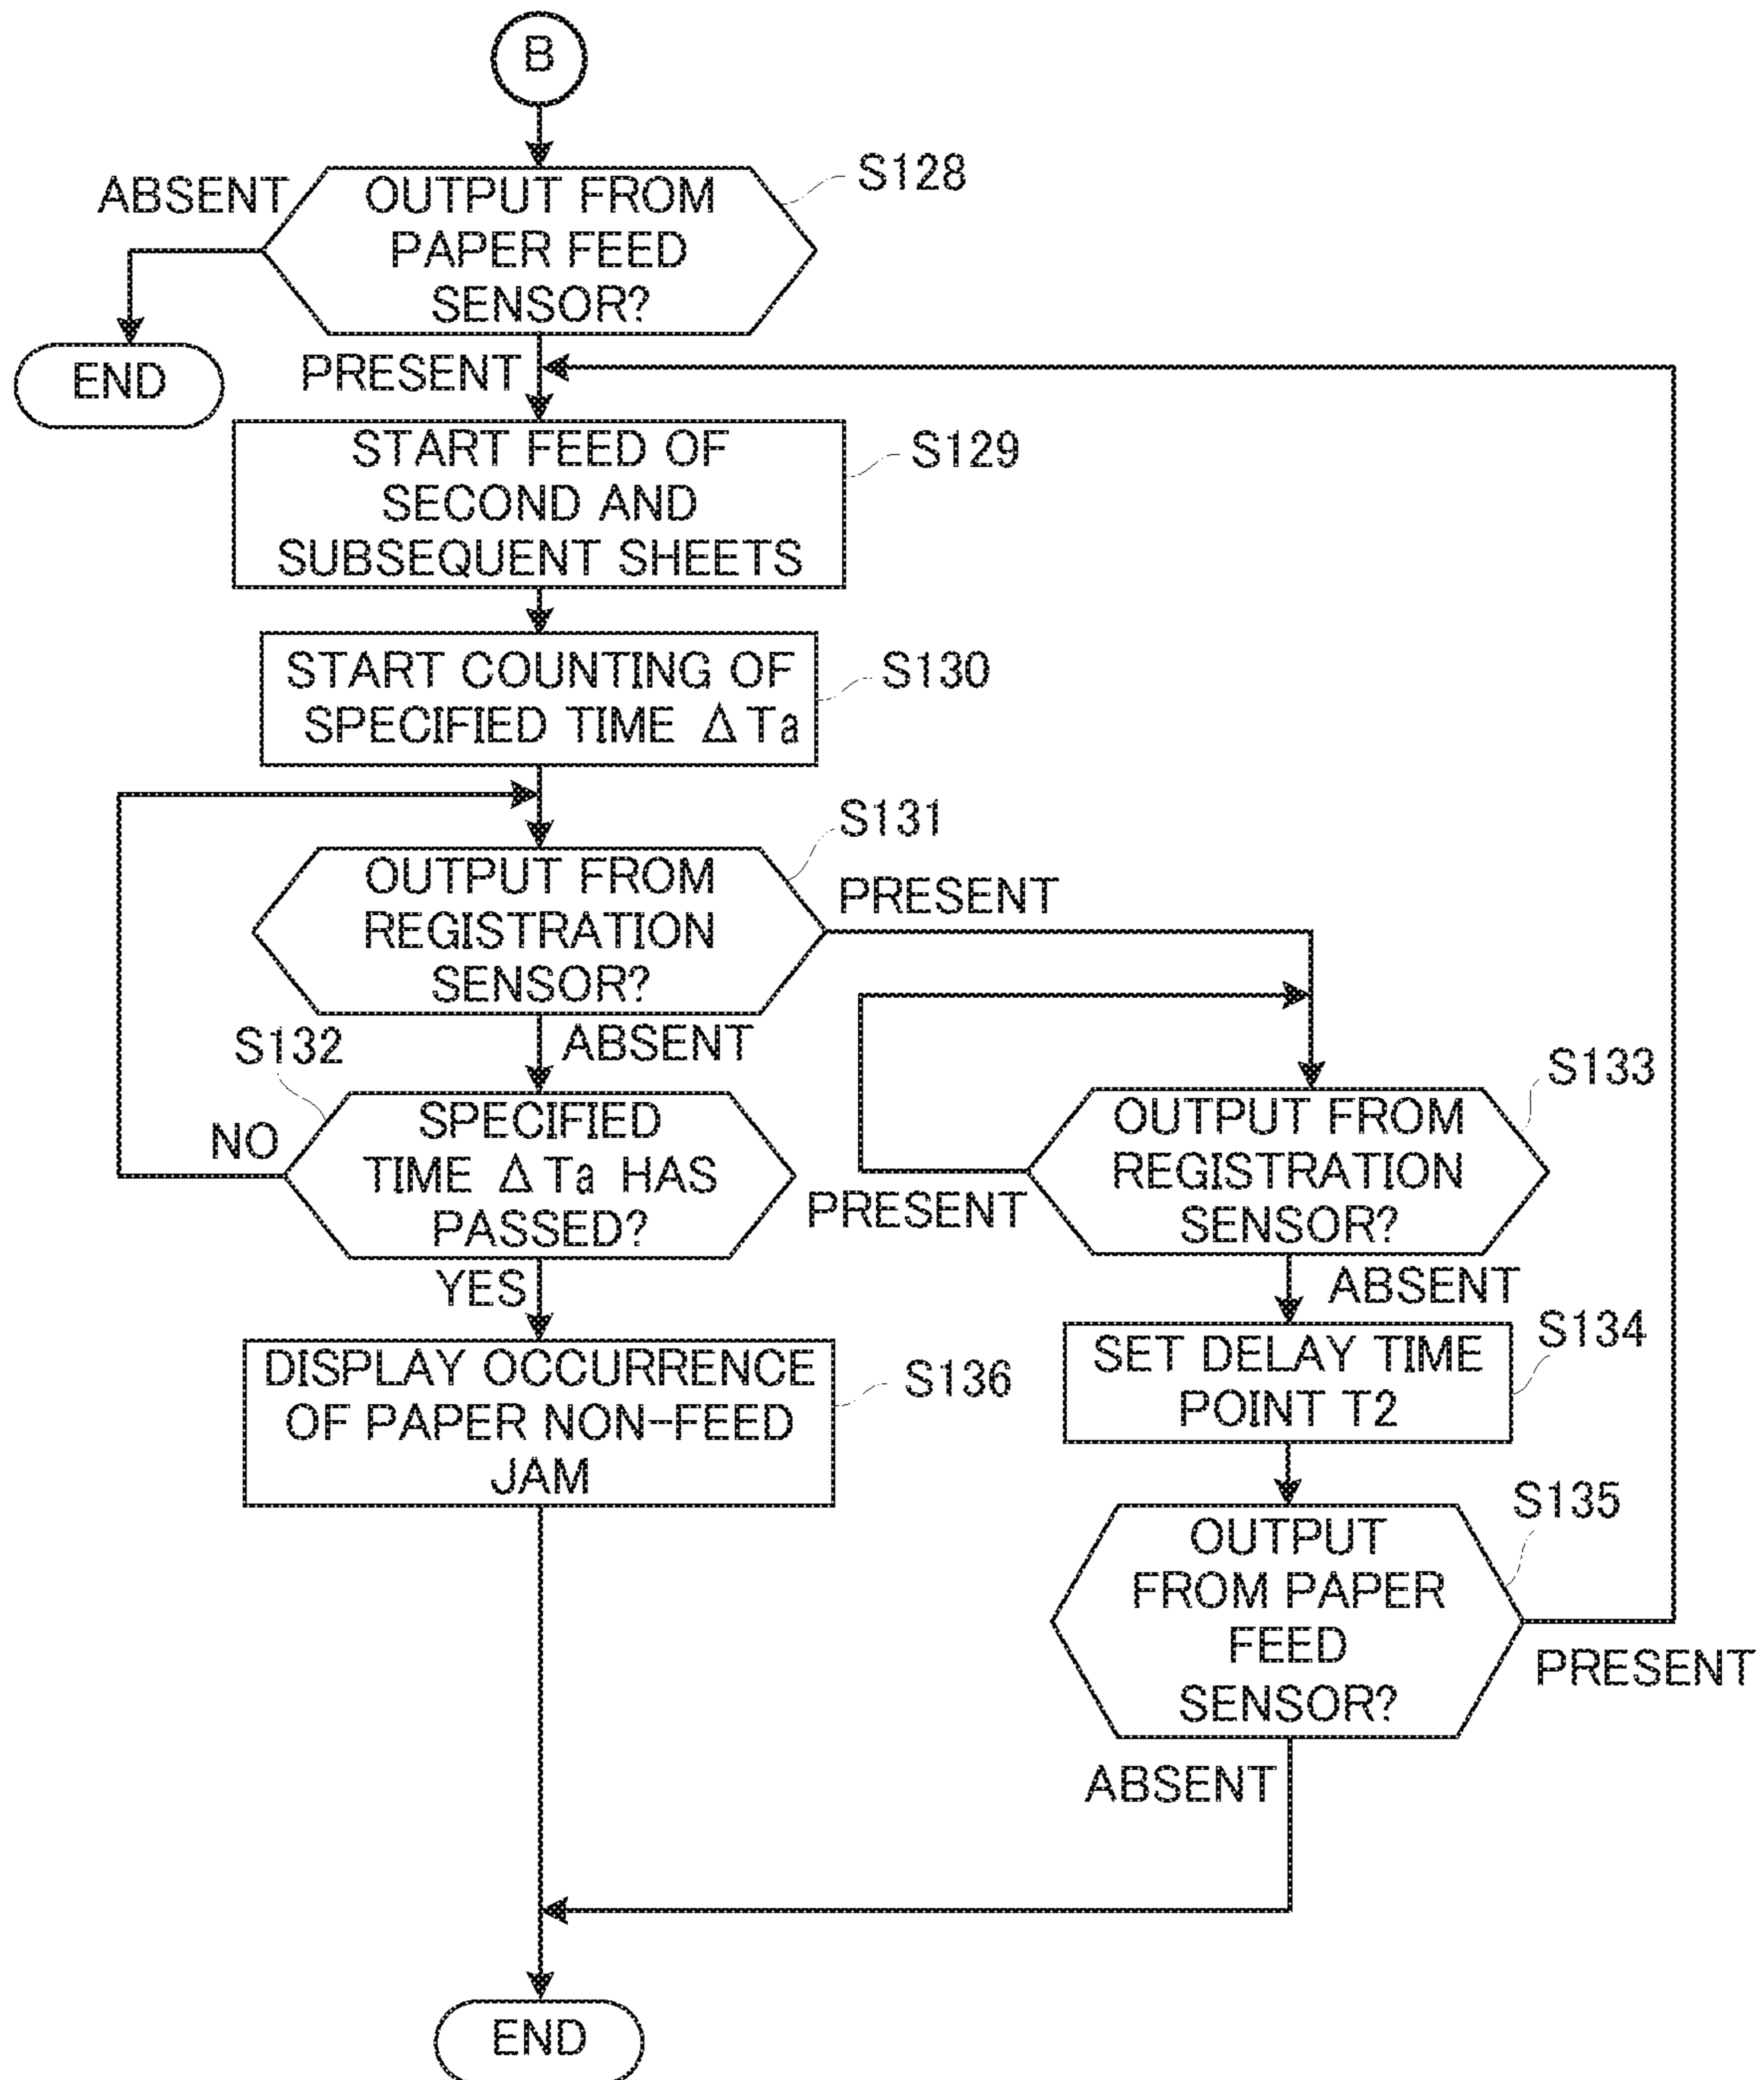 B
S128
ABSENT
OUTPUT FROM
PAPER FEED
SENSOR?
END
PRESENT
START FEED OF
SECOND AND
SUBSEQUENT SHEETS
S129
START COUNTING OF
SPECIFIED TIME ΔTa
S130
S131
OUTPUT FROM
REGISTRATION
SENSOR?
PRESENT
S132
ABSENT
SPECIFIED
TIME ΔTa HAS
PASSED?
NO
YES
S133
OUTPUT FROM
REGISTRATION
SENSOR?
PRESENT
ABSENT
SET DELAY TIME
POINT T2
S134
DISPLAY OCCURRENCE
OF PAPER NON-FEED
JAM
S136
S135
OUTPUT
FROM PAPER
FEED
SENSOR?
PRESENT
ABSENT
END